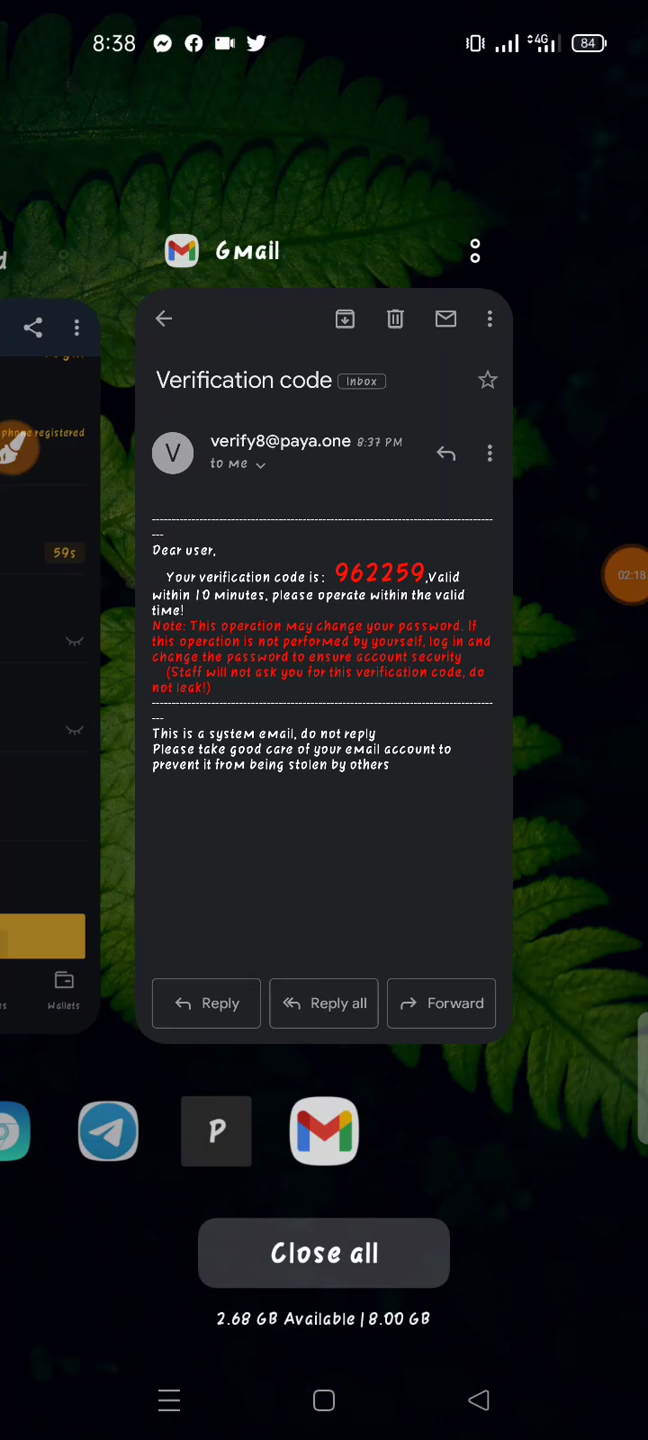 8:38 4G 84
d
Gmail
Verification code Inbox
phone registered
verify8@paya.one 8:37 PM
V
to me
59s
02:18
--------------------------------------------------------------------------------
---
Dear user,
Your verification code is: 962259,Valid
within 10 minutes, please operate within the valid
time!
Note: This operation may change your password. If
this operation is not performed by yourself, log in and
change the password to ensure account security
(Staff will not ask you for this verification code, do
not leak!)
--------------------------------------------------------------------------------
---
This is a system email, do not reply
Please take good care of your email account to
prevent it from being stolen by others
Reply Reply all Forward
es Wallets
P
Close all
2.68 GB Available | 8.00 GB